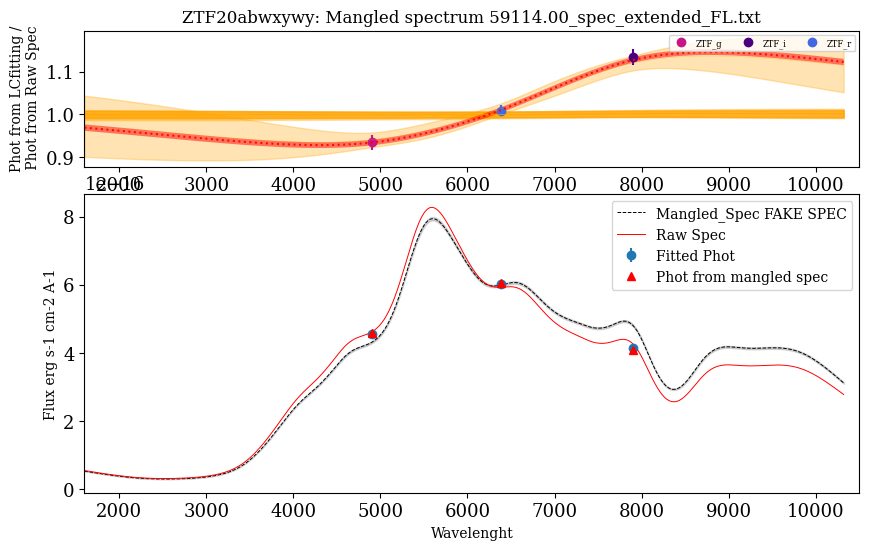 ZTF20abwxywy: Mangled spectrum 59114.00_spec_extended_FL.txt
Phot from LCfitting /
Phot from Raw Spec
1.1
1.0
0.9
ZTF_g ZTF_i ZTF_r
2000 3000 4000 5000 6000 7000 8000 9000 10000
1e−16
Flux erg s-1 cm-2 A-1
8
6
4
2
0
Mangled_Spec FAKE SPEC
Raw Spec
Fitted Phot
Phot from mangled spec
2000 3000 4000 5000 6000 7000 8000 9000 10000
Wavelenght